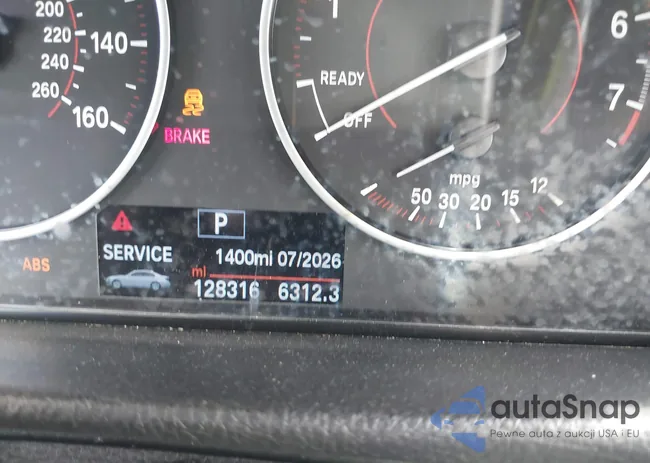 200
220
240
260
140
160
BRAKE
1
READY
OFF
6
7
mpg
50 30 20 15 12
P
SERVICE 1400mi 07/2026
mi
128316 6312.3
ABS
autaSnap
Pewne auta z aukcji USA i EU